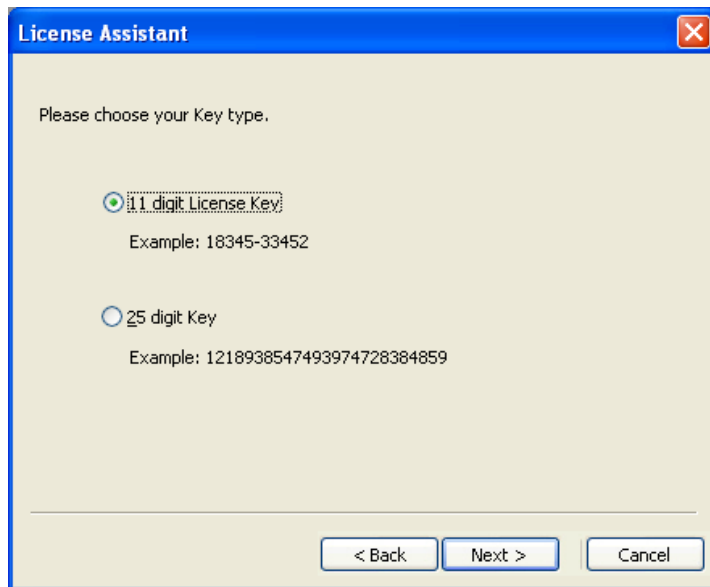 License Assistant
Please choose your Key type.
11 digit License Key
Example: 18345-33452
25 digit Key
Example: 1218938547493974728384859
< Back Next > Cancel